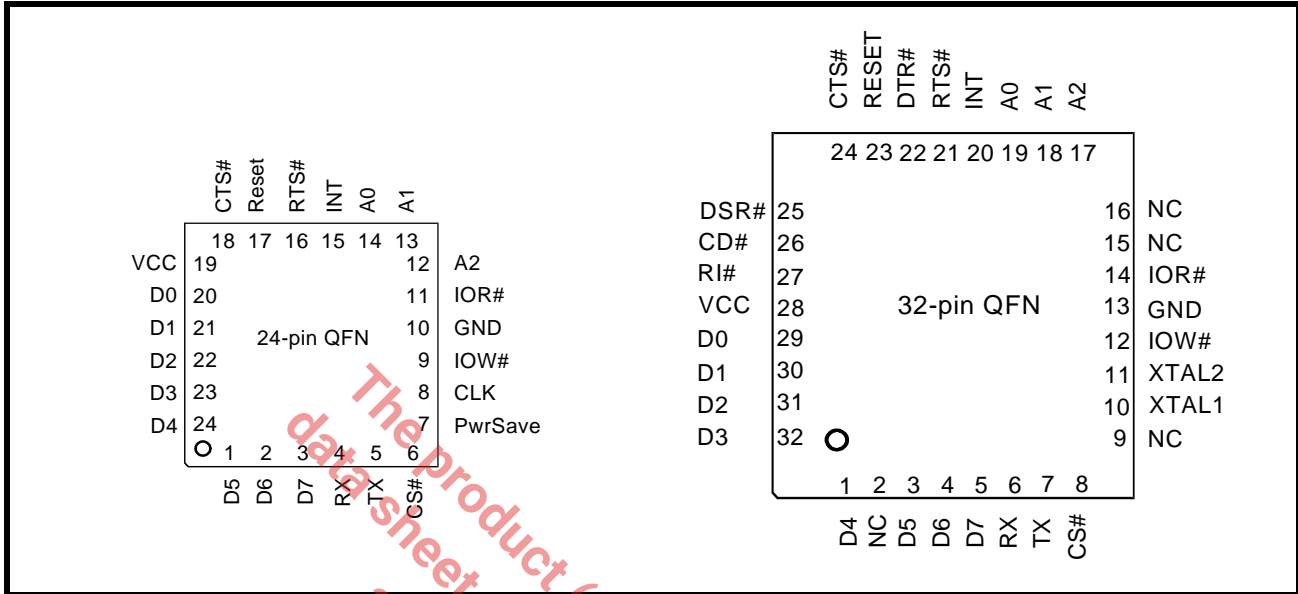 CTS#
Reset
RTS#
INT
A0
A1
18 17 16 15 14 13
VCC 19
D0 20
D1 21
D2 22
D3 23
D4 24
24-pin QFN
12 A2
11 IOR#
10 GND
9 IOW#
8 CLK
7 PwrSave
1 2 3 4 5 6
D5
D6
D7
RX
TX
CS#
CTS#
RESET
DTR#
RTS#
INT
A0
A1
A2
24 23 22 21 20 19 18 17
DSR# 25
CD# 26
RI# 27
VCC 28
D0 29
D1 30
D2 31
D3 32
32-pin QFN
16 NC
15 NC
14 IOR#
13 GND
12 IOW#
11 XTAL2
10 XTAL1
9 NC
1 2 3 4 5 6 7 8
D4
NC
D5
D6
D7
RX
TX
CS#
The product (
data sheet